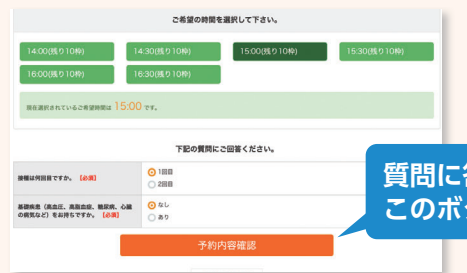 ご希望の時間を選択して下さい。
14:00(残り10枠)
14:30(残り10枠)
15:00(残り10枠)
15:30(残り10枠)
16:00(残り10枠)
16:30(残り10枠)
現在選択されているご希望時間は 15:00 です。
下記の質問にご回答ください。
接種は何回目ですか。【必須】
1回目
2回目
基礎疾患（高血圧、高脂血症、糖尿病、心臓
の病気など）をお持ちですか。【必須】
なし
あり
質問に
このボ
予約内容確認